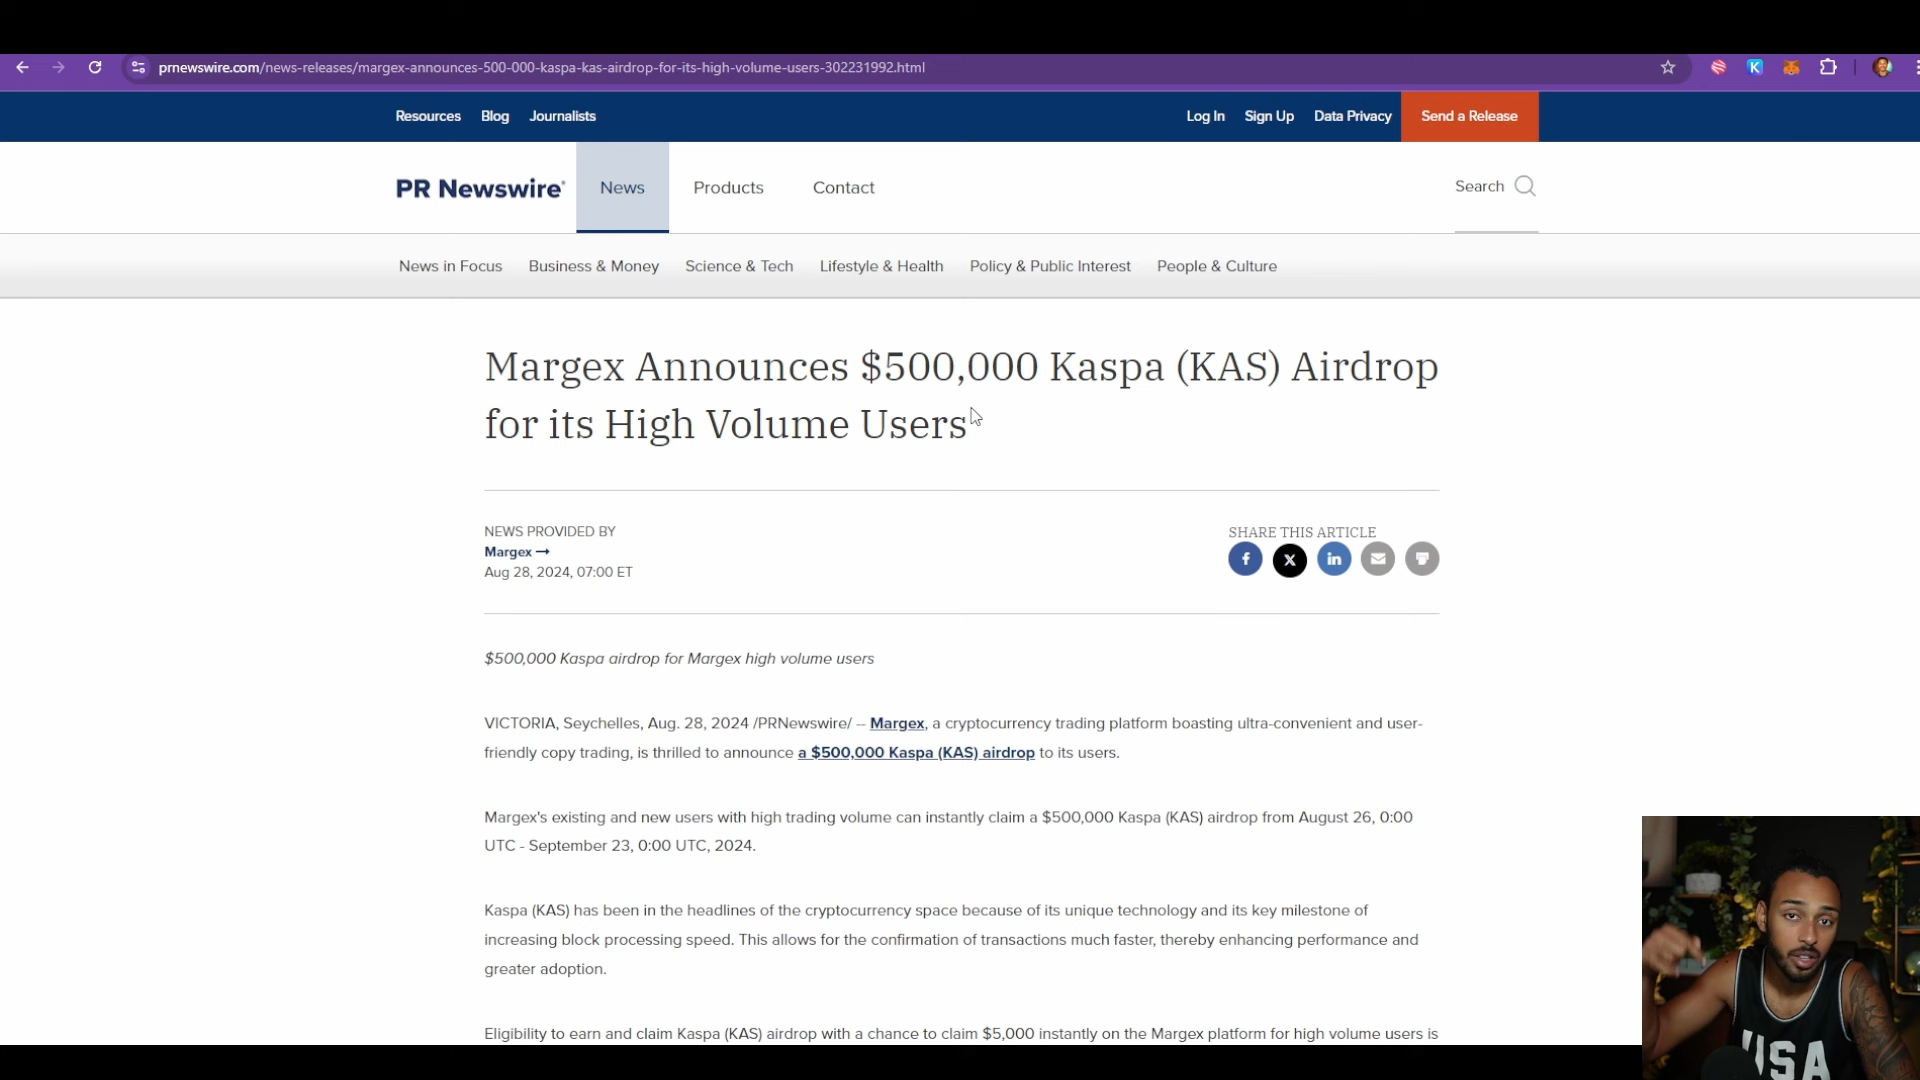 prnewswire.com/news-releases/margex-announces-500-000-kaspa-kas-airdrop-for-its-high-volume-users-302231992.html
K
Resources Blog Journalists
Log In Sign Up Data Privacy Send a Release
PR Newswire®
News Products Contact
Search
News in Focus Business & Money Science & Tech Lifestyle & Health Policy & Public Interest People & Culture
Margex Announces $500,000 Kaspa (KAS) Airdrop
for its High Volume Users
NEWS PROVIDED BY
Margex →
Aug 28, 2024, 07:00 ET
SHARE THIS ARTICLE
f X in
$500,000 Kaspa airdrop for Margex high volume users
VICTORIA, Seychelles, Aug. 28, 2024 /PRNewswire/ -- Margex, a cryptocurrency trading platform boasting ultra-convenient and user-
friendly copy trading, is thrilled to announce a $500,000 Kaspa (KAS) airdrop to its users.
Margex's existing and new users with high trading volume can instantly claim a $500,000 Kaspa (KAS) airdrop from August 26, 0:00
UTC - September 23, 0:00 UTC, 2024.
Kaspa (KAS) has been in the headlines of the cryptocurrency space because of its unique technology and its key milestone of
increasing block processing speed. This allows for the confirmation of transactions much faster, thereby enhancing performance and
greater adoption.
Eligibility to earn and claim Kaspa (KAS) airdrop with a chance to claim $5,000 instantly on the Margex platform for high volume users is
USA